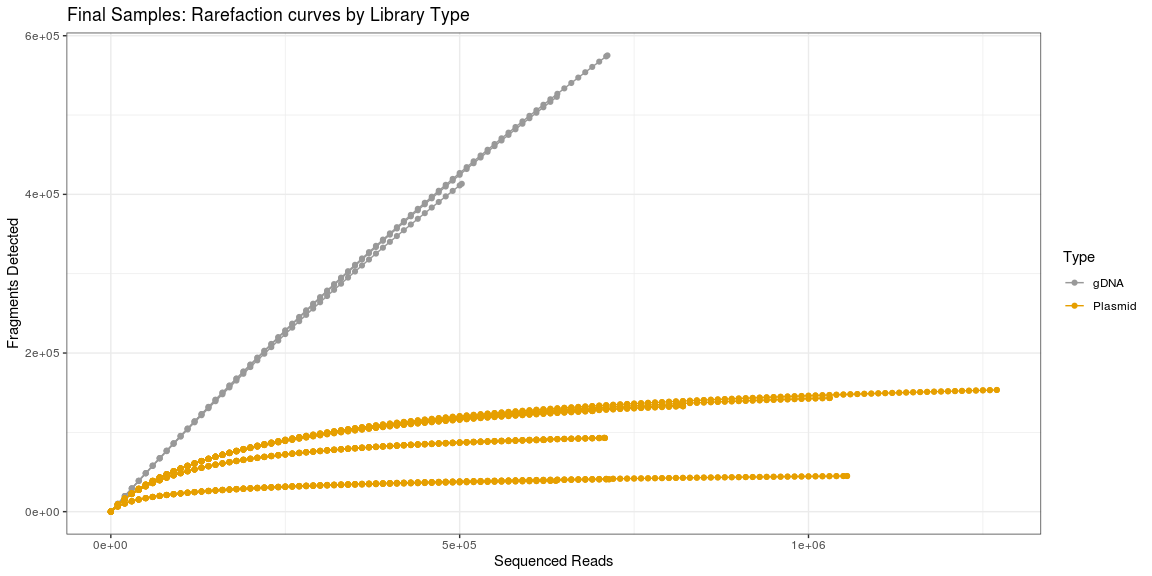 Final Samples: Rarefaction curves by Library Type
6e+05
4e+05
2e+05
0e+00
Fragments Detected
0e+00
5e+05
1e+06
Sequenced Reads
Type
gDNA
Plasmid